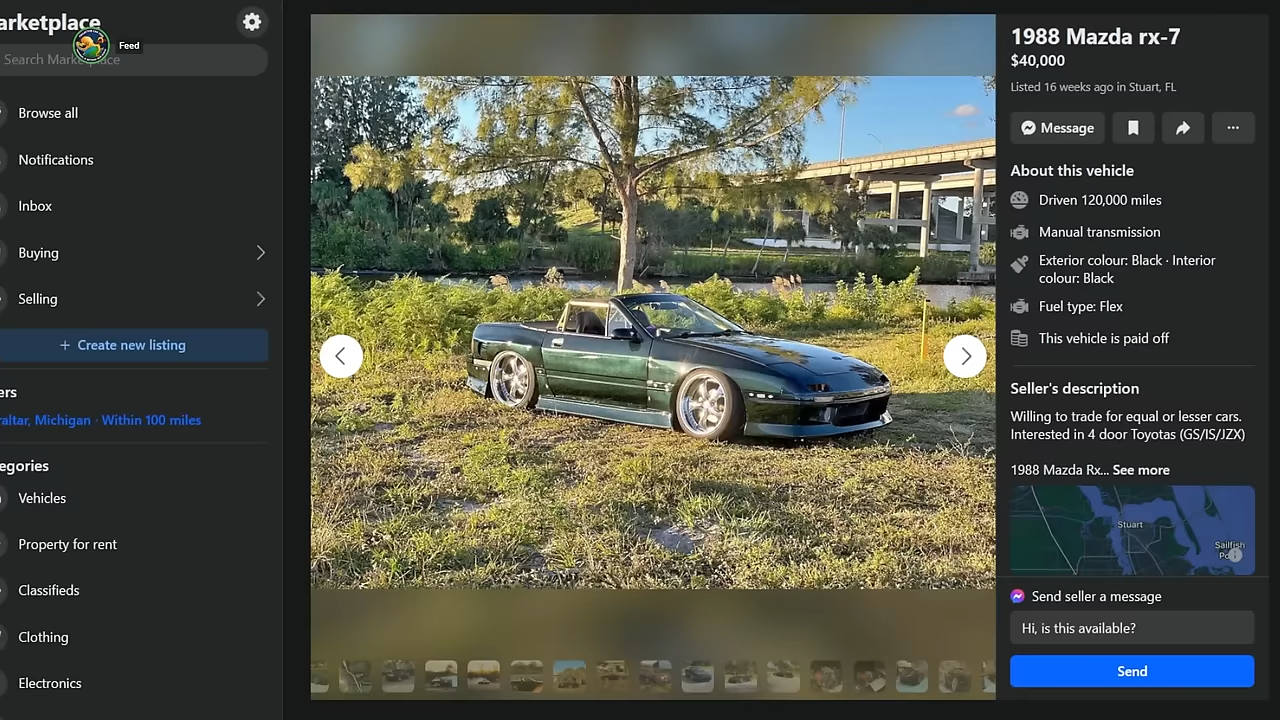 arketplace
Feed
Search Mark place
Browse all
Notifications
Inbox
Buying
Selling
+ Create new listing
ers
raltar, Michigan · Within 100 miles
egories
Vehicles
Property for rent
Classifieds
Clothing
Electronics
1988 Mazda rx-7
$40,000
Listed 16 weeks ago in Stuart, FL
Message
About this vehicle
Driven 120,000 miles
Manual transmission
Exterior colour: Black · Interior
colour: Black
Fuel type: Flex
This vehicle is paid off
Seller's description
Willing to trade for equal or lesser cars.
Interested in 4 door Toyotas (GS/IS/JZX)
1988 Mazda Rx... See more
Stuart
Sailfish
Po
Send seller a message
Hi, is this available?
Send